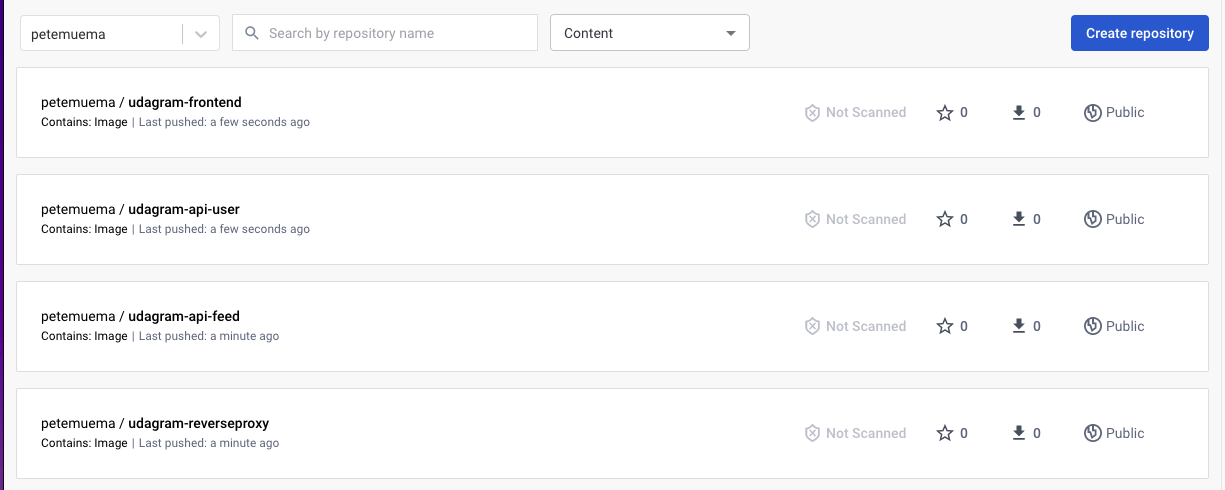 petemuema
Search by repository name
Content
Create repository
petemuema / udagram-frontend
Contains: Image | Last pushed: a few seconds ago
Not Scanned
0
0
Public
petemuema / udagram-api-user
Contains: Image | Last pushed: a few seconds ago
Not Scanned
0
0
Public
petemuema / udagram-api-feed
Contains: Image | Last pushed: a minute ago
Not Scanned
0
0
Public
petemuema / udagram-reverseproxy
Contains: Image | Last pushed: a minute ago
Not Scanned
0
0
Public